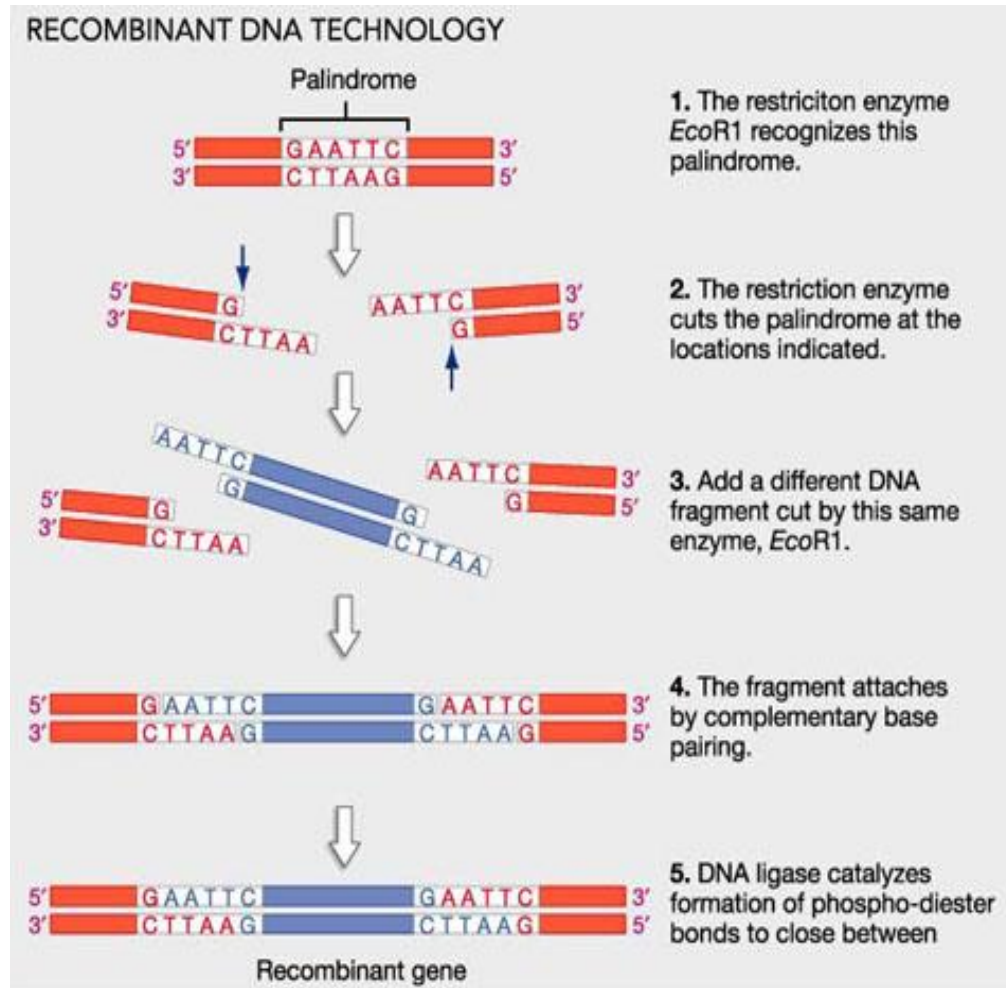 RECOMBINANT DNA TECHNOLOGY
Palindrome
5′ GAATTC 3′
3′ CTTAAG 5′
1. The restriciton enzyme
EcoR1 recognizes this
palindrome.
5′ G AATTC 3′
3′ CTTAA G 5′
2. The restriction enzyme
cuts the palindrome at the
locations indicated.
AATTC G
G CTTAA
5′ G
3′ CTTAA
AATTC 3′
G 5′
3. Add a different DNA
fragment cut by this same
enzyme, EcoR1.
5′ GAATTC GAATTC 3′
3′ CTTAAG CTTAAG 5′
4. The fragment attaches
by complementary base
pairing.
5′ GAATTC GAATTC 3′
3′ CTTAAG CTTAAG 5′
Recombinant gene
5. DNA ligase catalyzes
formation of phospho-diester
bonds to close between